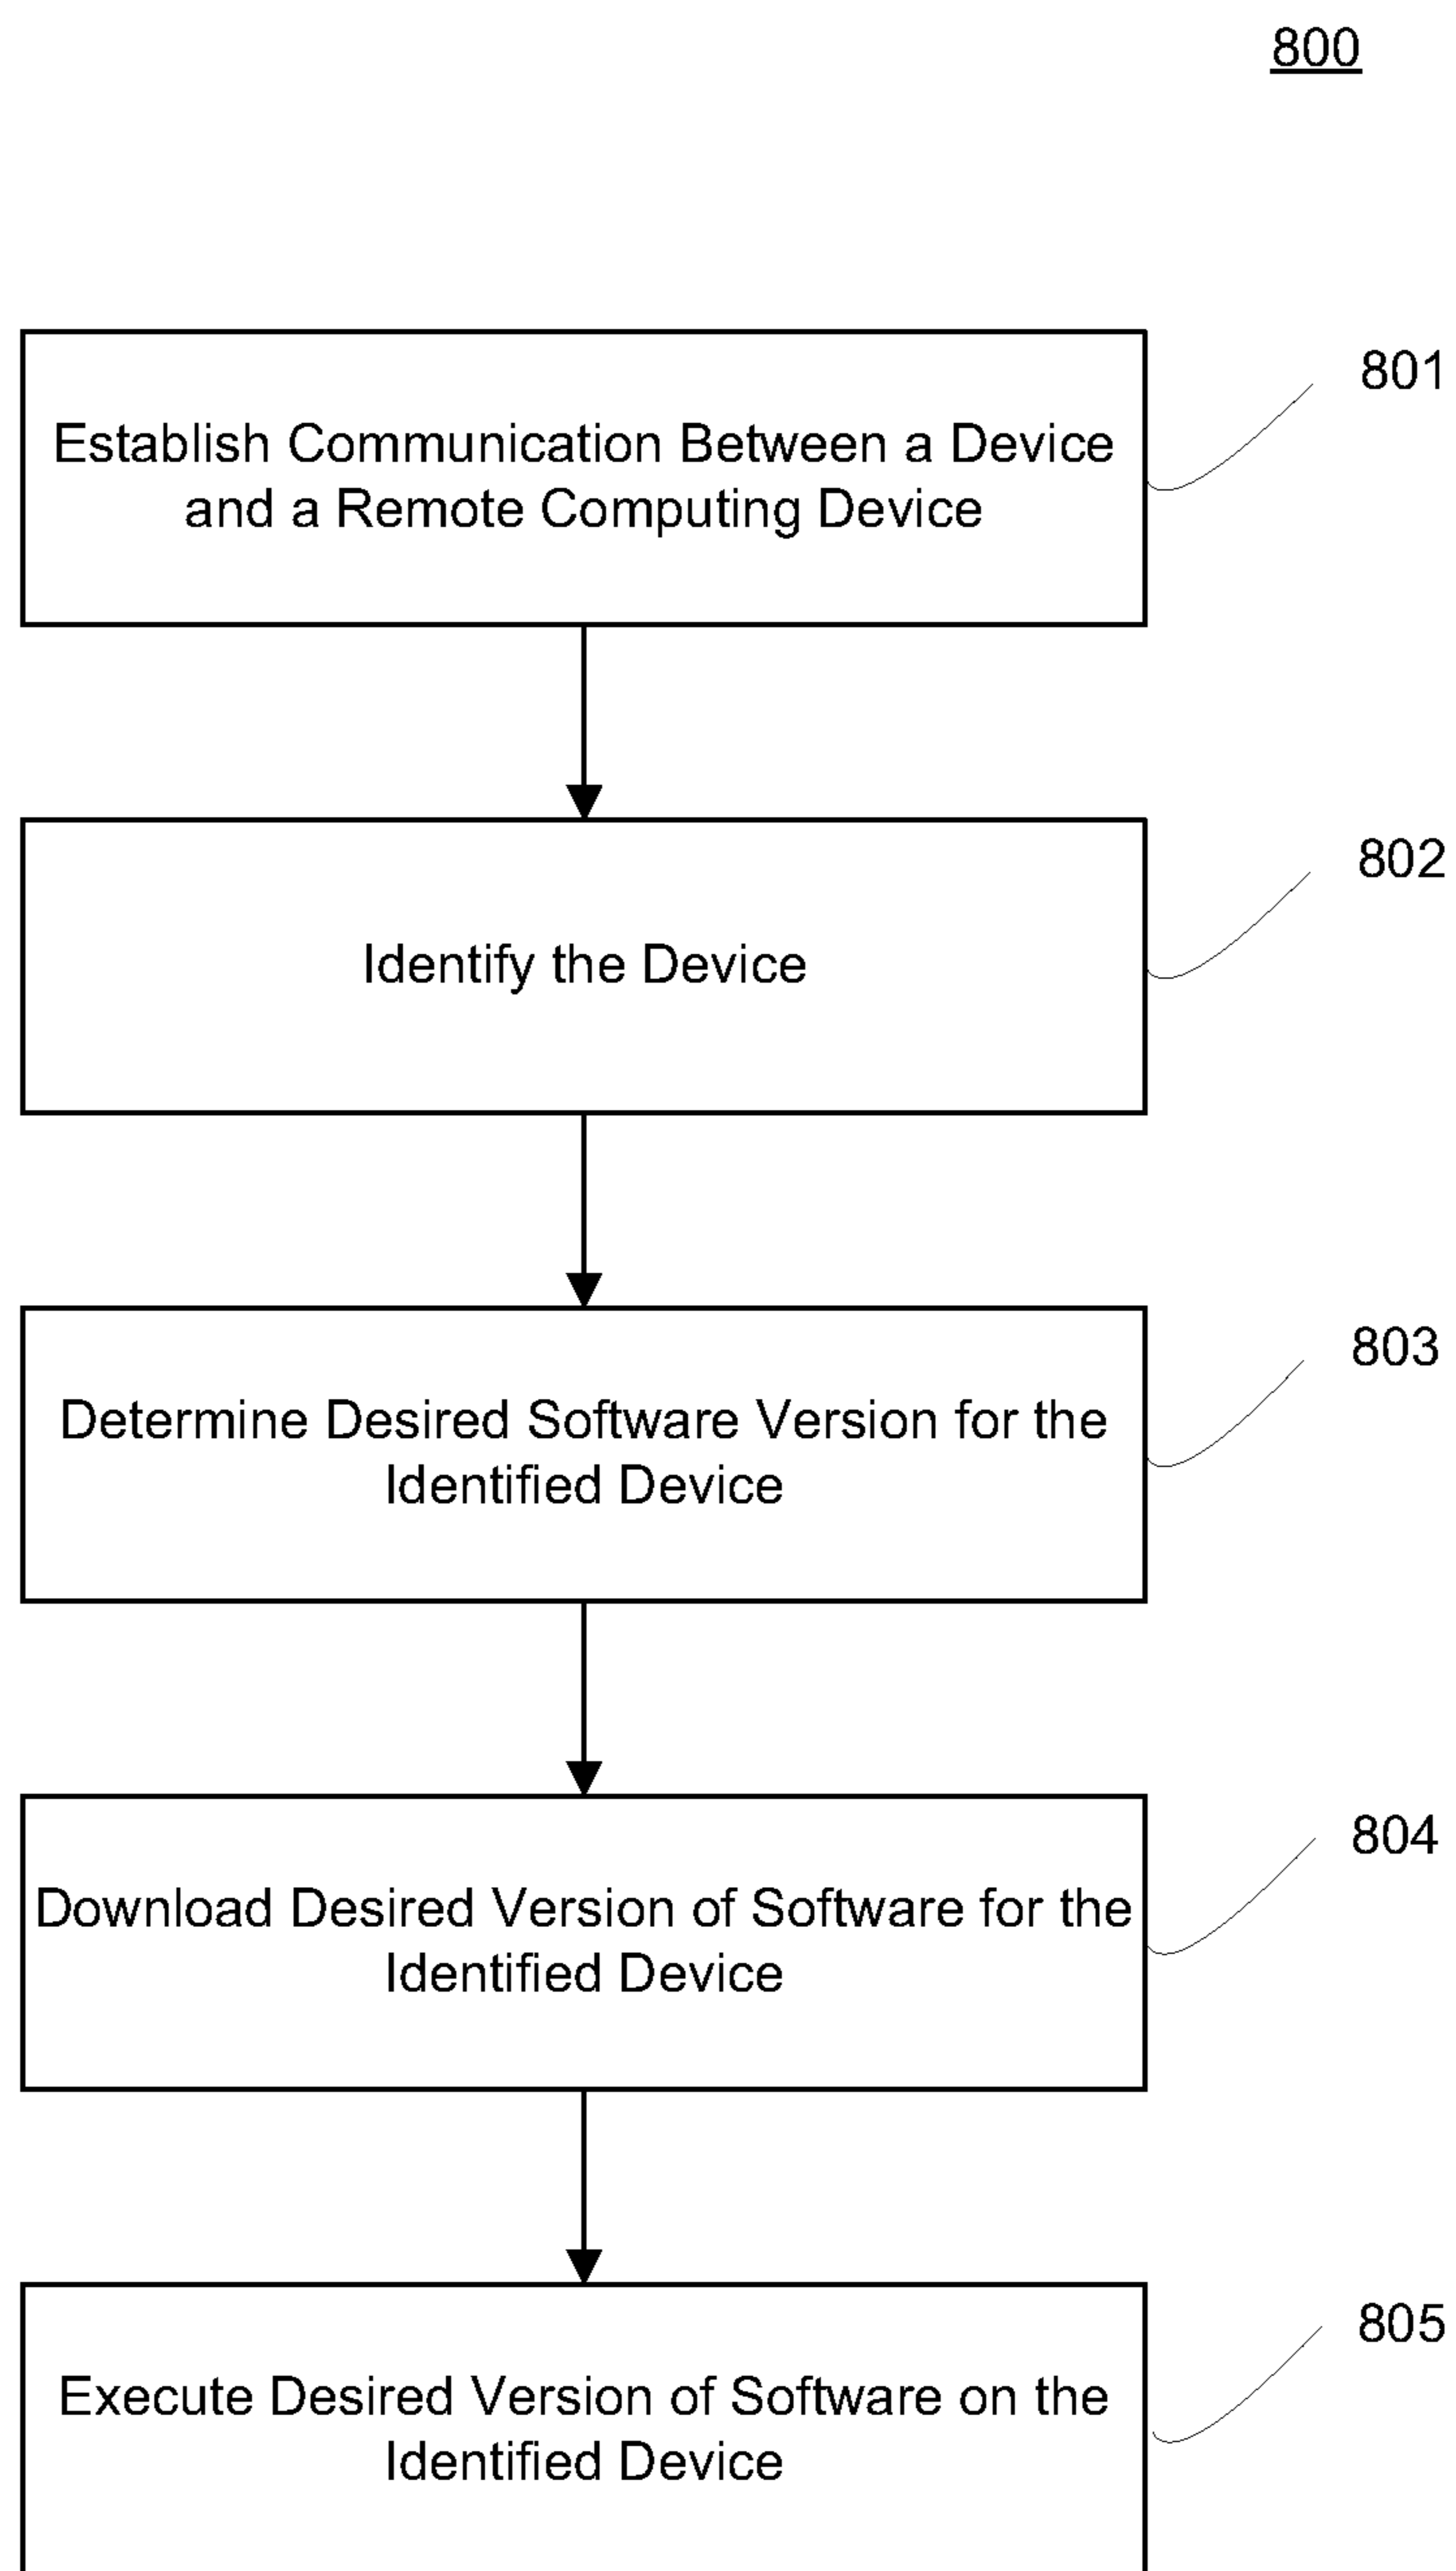 800
801
Establish Communication Between a Device
and a Remote Computing Device
802
Identify the Device
803
Determine Desired Software Version for the
Identified Device
804
Download Desired Version of Software for the
Identified Device
805
Execute Desired Version of Software on the
Identified Device